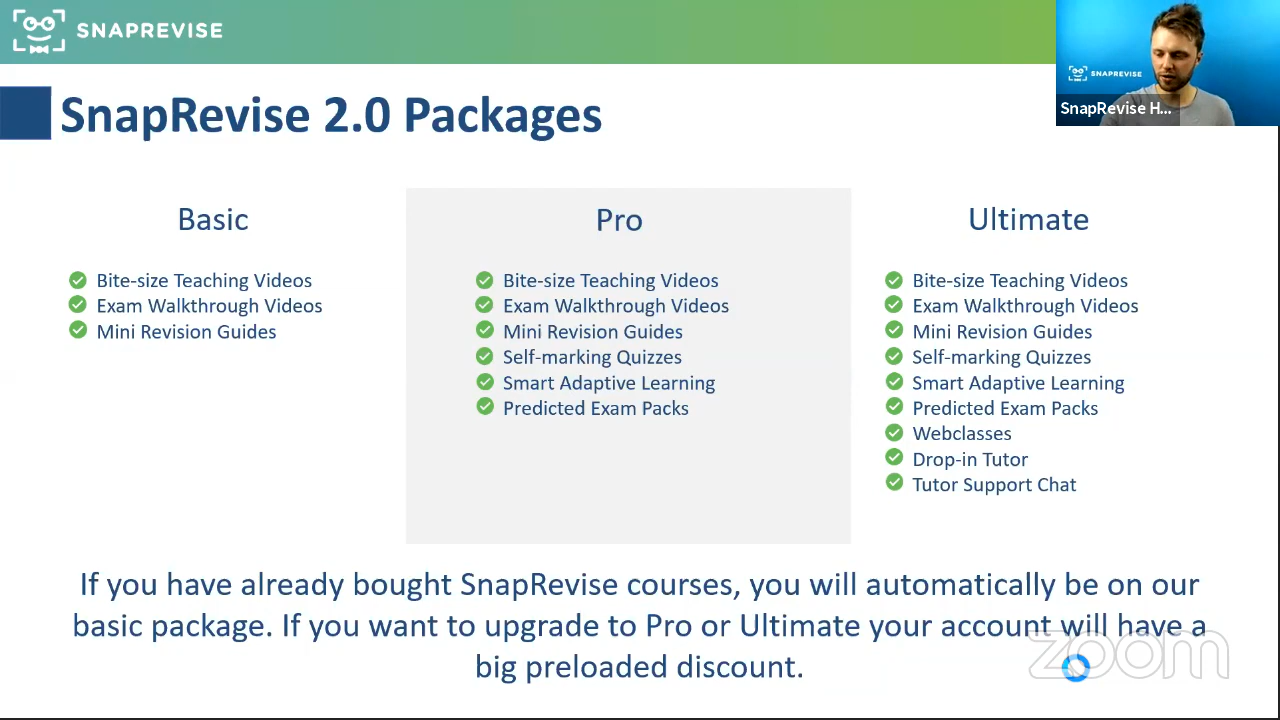 SNAPREVISE
SNAPREVISE
SnapRevise H...
SnapRevise 2.0 Packages
Basic
Bite-size Teaching Videos
Exam Walkthrough Videos
Mini Revision Guides
Pro
Bite-size Teaching Videos
Exam Walkthrough Videos
Mini Revision Guides
Self-marking Quizzes
Smart Adaptive Learning
Predicted Exam Packs
Ultimate
Bite-size Teaching Videos
Exam Walkthrough Videos
Mini Revision Guides
Self-marking Quizzes
Smart Adaptive Learning
Predicted Exam Packs
Webclasses
Drop-in Tutor
Tutor Support Chat
If you have already bought SnapRevise courses, you will automatically be on our
basic package. If you want to upgrade to Pro or Ultimate your account will have a
big preloaded discount.
zoom